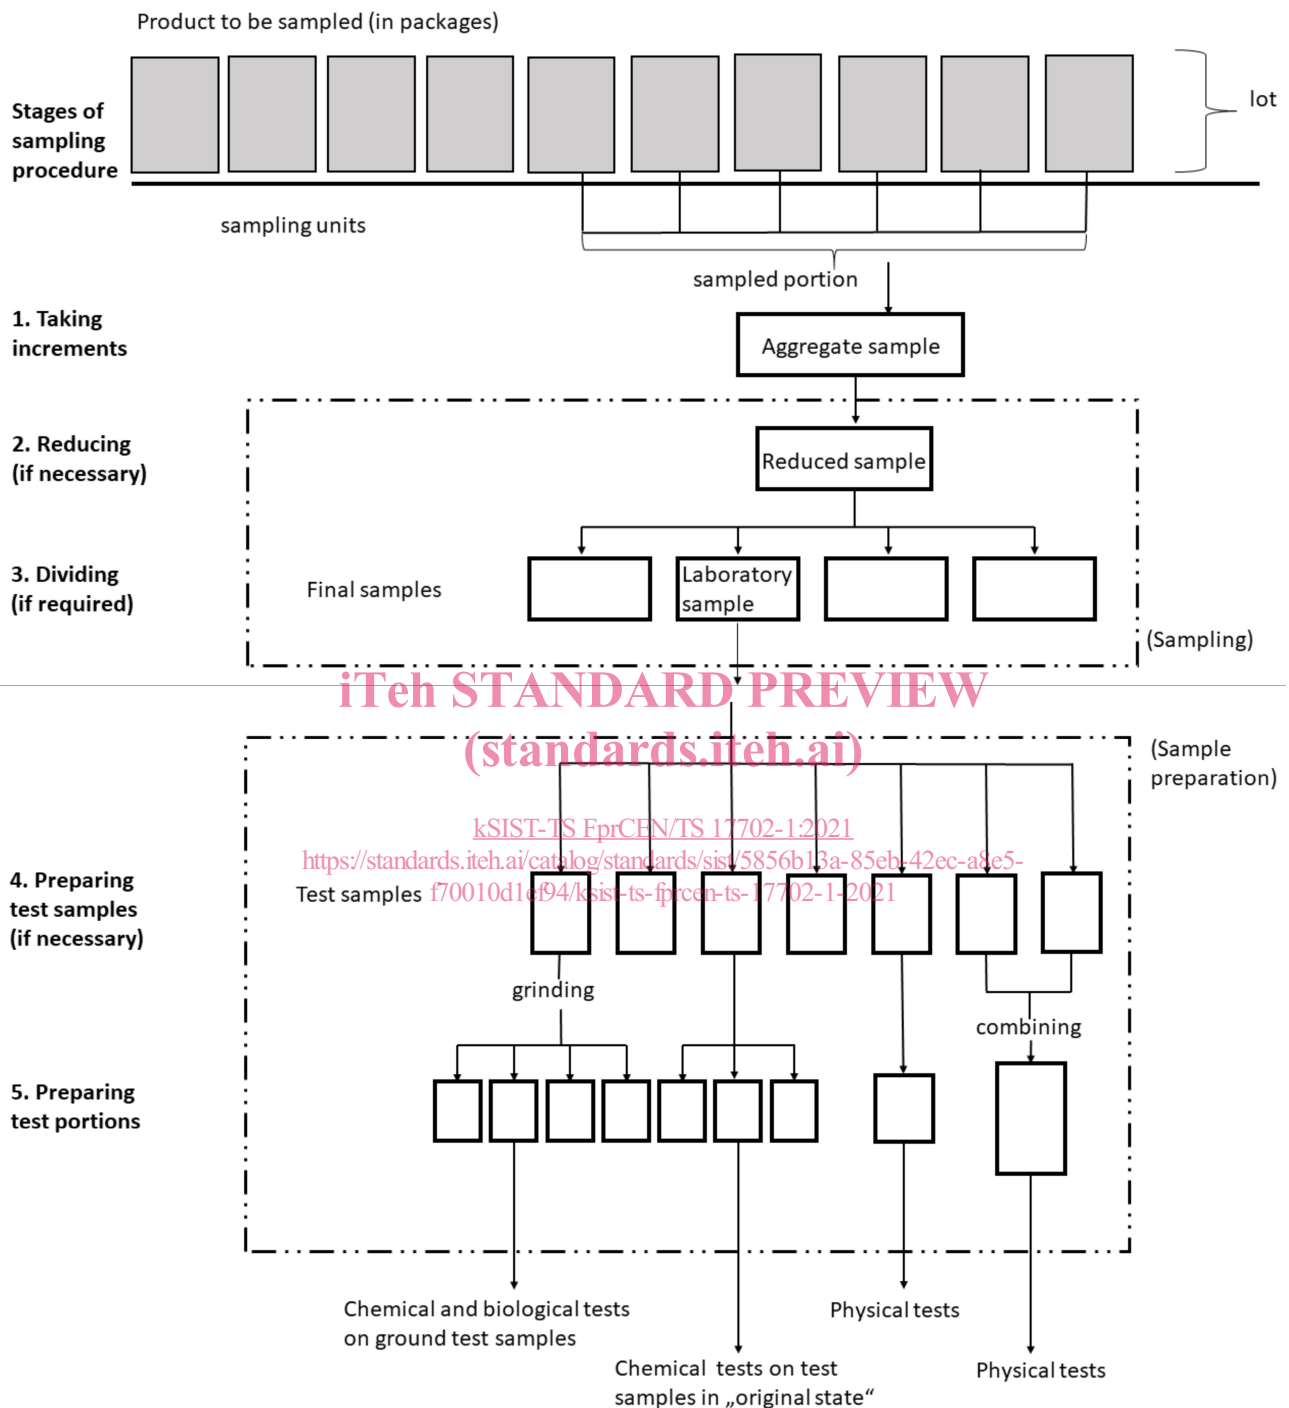 Product to be sampled (in packages)
Stages of
sampling
procedure
lot
sampling units
sampled portion
1. Taking
increments
Aggregate sample
2. Reducing
(if necessary)
Reduced sample
3. Dividing
(if required)
Final samples
Laboratory
sample
(Sampling)
iTeh STANDARD PREVIEW
(standards.iteh.ai)
(Sample
preparation)
kSIST-TS FprCEN/TS 17702-1:2021
https://standards.iteh.ai/catalog/standards/sist/5856b13a-85eb-42ec-a8e5-
f70010d1cf94/ksist-ts-fprcen-ts-17702-1-2021
4. Preparing
test samples
(if necessary)
Test samples
grinding
combining
5. Preparing
test portions
Chemical and biological tests
on ground test samples
Physical tests
Chemical tests on test
samples in „original state“
Physical tests